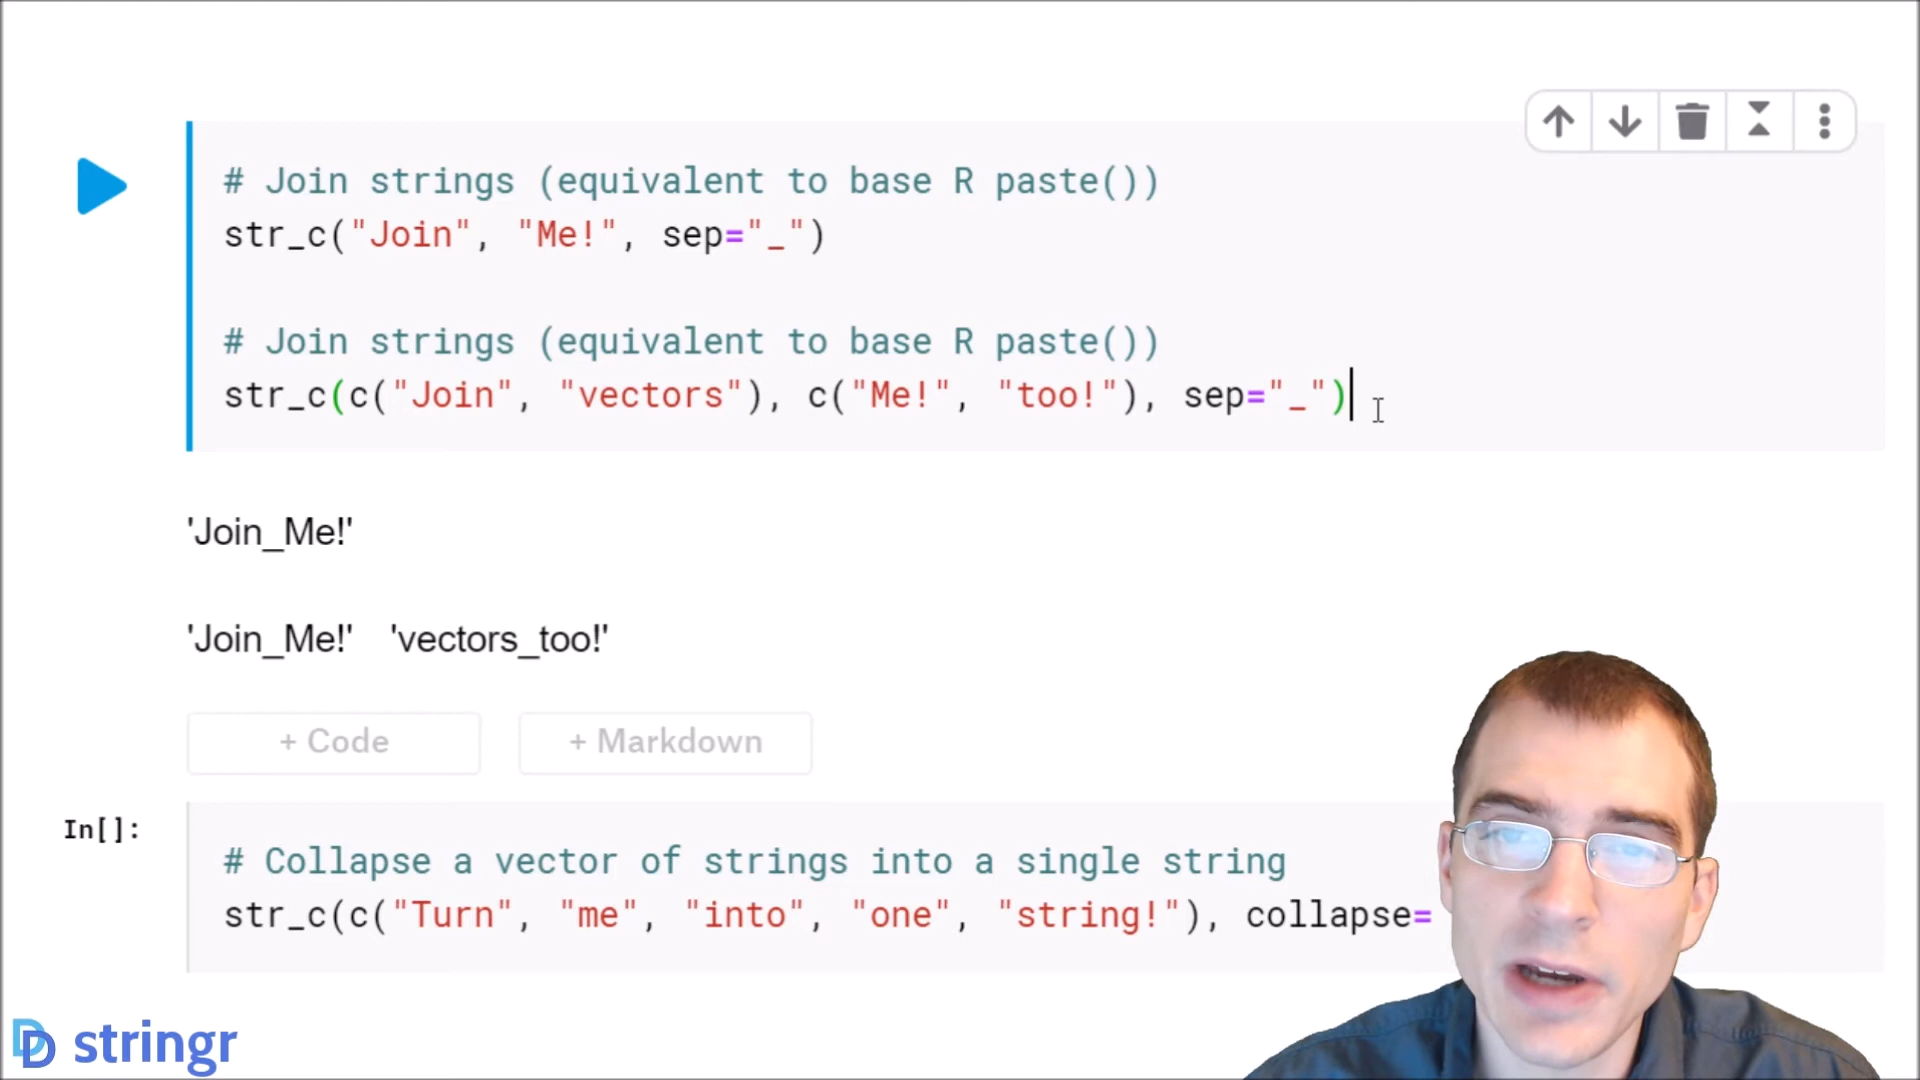 # Join strings (equivalent to base R paste())
str_c("Join", "Me!", sep="_")
# Join strings (equivalent to base R paste())
str_c(c("Join", "vectors"), c("Me!", "too!"), sep="_")
'Join_Me!'
'Join_Me!' 'vectors_too!'
+ Code
+ Markdown
In[]:
# Collapse a vector of strings into a single string
str_c(c("Turn", "me", "into", "one", "string!"), collapse=
stringr